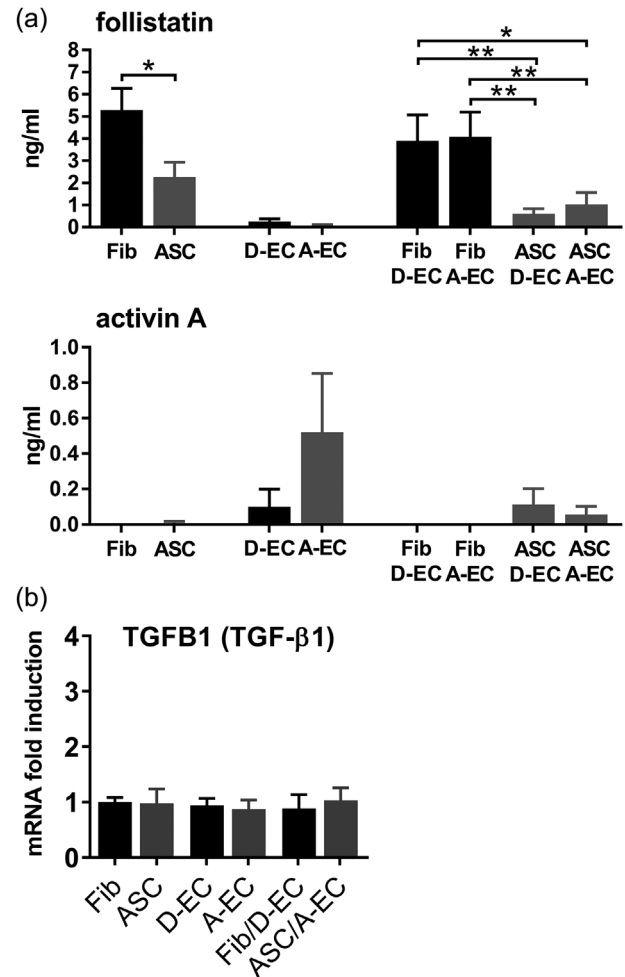 (a)
follistatin
* * ** ** **
ng/ml
8
7
6
5
4
3
2
1
0
Fib ASC D-EC A-EC Fib Fib ASC ASC
D-EC A-EC D-EC A-EC
activin A
ng/ml
1.0
0.8
0.6
0.4
0.2
0.0
Fib ASC D-EC A-EC Fib Fib ASC ASC
D-EC A-EC D-EC A-EC
(b)
TGFB1 (TGF-β1)
mRNA fold induction
4
3
2
1
0
Fib ASC D-EC A-EC Fib/D-EC ASC/A-EC